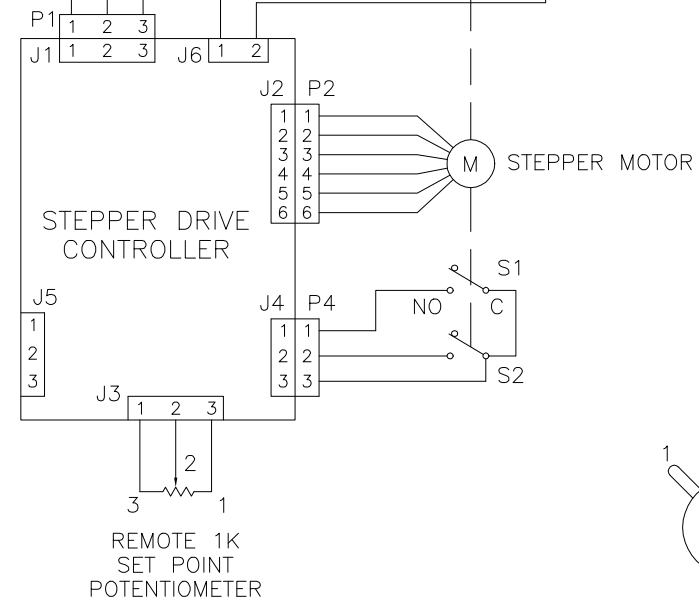 P1
1 2 3
J1
1 2 3
J6
1 2
J2 P2
1 1
2 2
3 3
4 4
5 5
6 6
M
STEPPER MOTOR
STEPPER DRIVE
CONTROLLER
S1
NO C
S2
J5
1
2
3
J4 P4
1 1
2 2
3 3
J3
1 2 3
2
3 1
REMOTE 1K
SET POINT
POTENTIOMETER
1